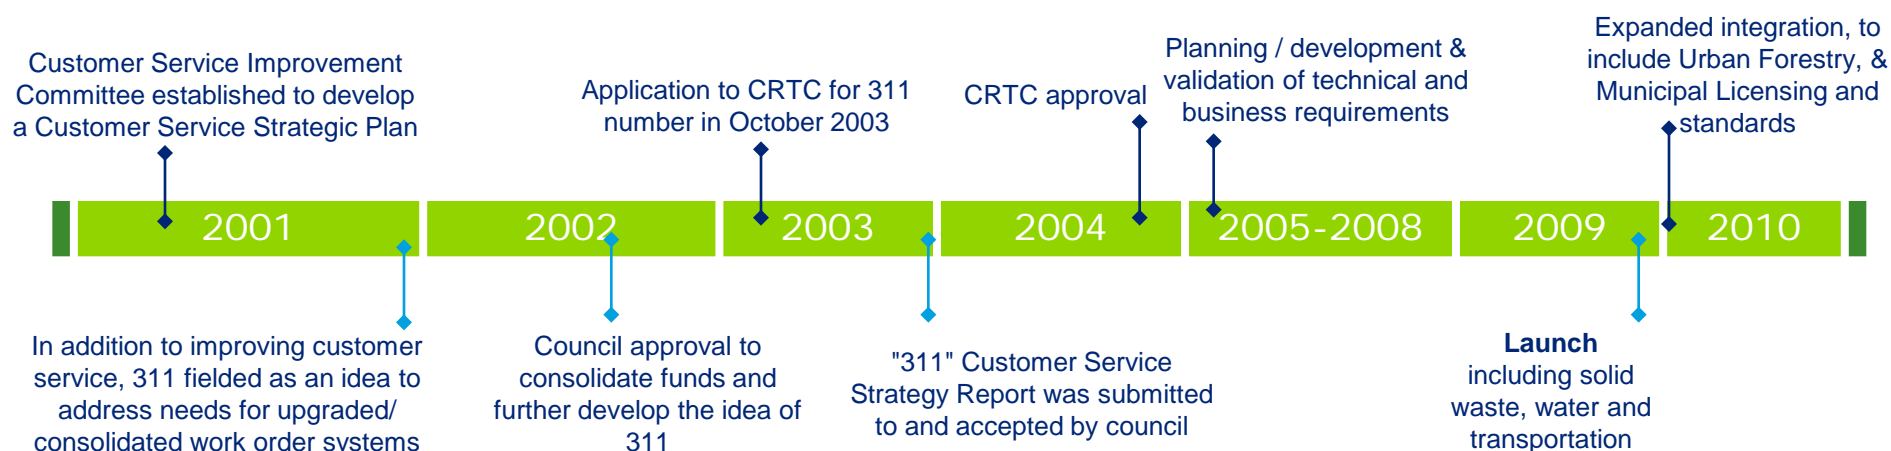 Customer Service Improvement
Committee established to develop
a Customer Service Strategic Plan
Application to CRTC for 311
number in October 2003
CRTC approval
Planning / development &
validation of technical and
business requirements
Expanded integration, to
include Urban Forestry, &
Municipal Licensing and
standards
2001
2002
2003
2004
2005-2008
2009
2010
In addition to improving customer
service, 311 fielded as an idea to
address needs for upgraded/
consolidated work order systems
Council approval to
consolidate funds and
further develop the idea of
311
"311" Customer Service
Strategy Report was submitted
to and accepted by council
Launch
including solid
waste, water and
transportation